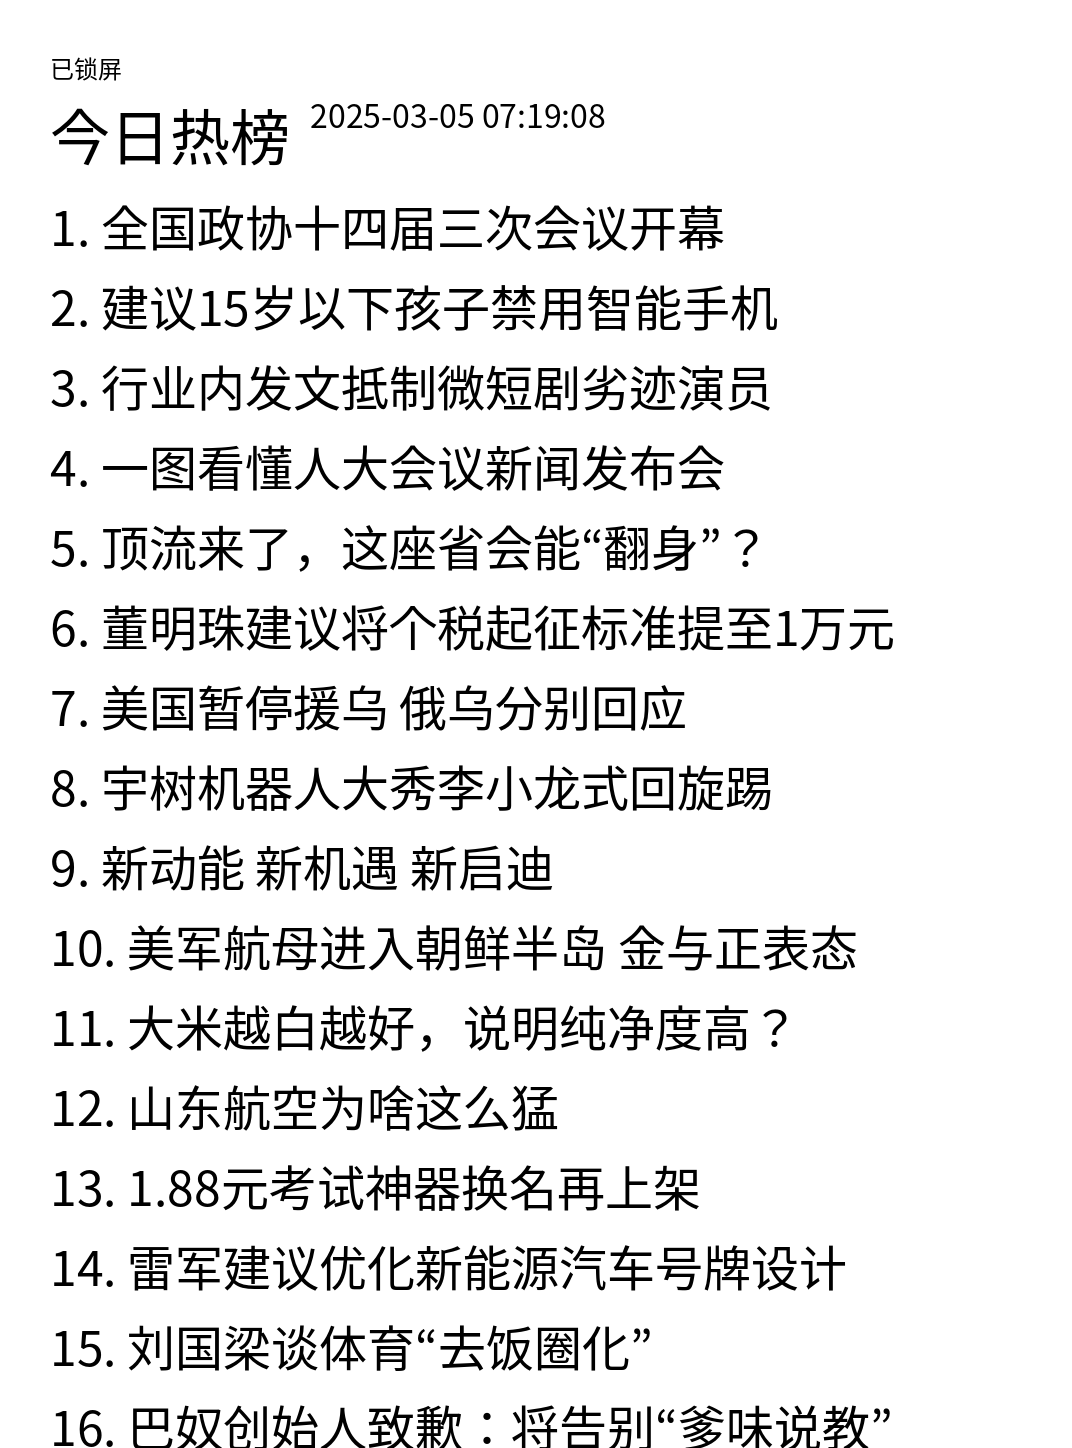 已锁屏
今日热榜 2025-03-05 07:19:08
1. 全国政协十四届三次会议开幕
2. 建议15岁以下孩子禁用智能手机
3. 行业内发文抵制微短剧劣迹演员
4. 一图看懂人大会议新闻发布会
5. 顶流来了，这座省会能“翻身”？
6. 董明珠建议将个税起征标准提至1万元
7. 美国暂停援乌 俄乌分别回应
8. 宇树机器人大秀李小龙式回旋踢
9. 新动能 新机遇 新启迪
10. 美军航母进入朝鲜半岛 金与正表态
11. 大米越白越好，说明纯净度高？
12. 山东航空为啥这么猛
13. 1.88元考试神器换名再上架
14. 雷军建议优化新能源汽车号牌设计
15. 刘国梁谈体育“去饭圈化”
16. 巴奴创始人致歉：将告别“爹味说教”